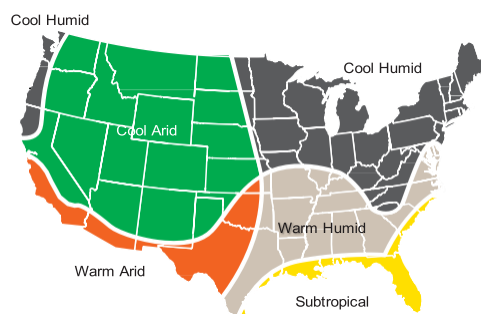 Cool Humid
Cool Humid
Cool Arid
Warm Humid
Warm Arid
Subtropical